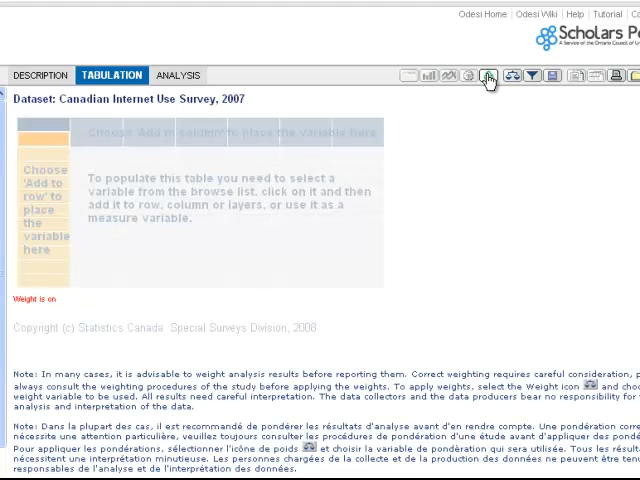 Odesi Home | Odesi Wiki | Help | Tutorial |
Scholars
A Service of the Ontario Council of
DESCRIPTION TABULATION ANALYSIS
Dataset: Canadian Internet Use Survey, 2007
Choose 'Add to column' to place the variable here
Choose
'Add to
row' to
place
the
variable
here
To populate this table you need to select a
variable from the browse list, click on it and then
add it to row, column or layers, or use it as a
measure variable.
Weight is on
Copyright (c) Statistics Canada. Special Surveys Division, 2008
Note: In many cases, it is advisable to weight analysis results before reporting them. Correct weighting requires careful consideration,
always consult the weighting procedures of the study before applying the weights. To apply weights, select the Weight icon and
weight variable to be used. All results need careful interpretation. The data collectors and the data producers bear no responsibility for
analysis and interpretation of the data.
Note: Dans la plupart des cas, il est recommandé de pondérer les résultats d'analyse avant d'en rendre compte. Une pondération
nécessite une attention particulière, veuillez toujours consulter les procédures de pondération d'une étude avant d'appliquer des
Pour appliquer les pondérations, sélectionner l'icône de poids et choisir la variable de pondération qui sera utilisée. Tous les
nécessitent une interprétation minutieuse. Les personnes chargées de la collecte et de la production des données ne peuvent être
responsables de l'analyse et de l'interprétation des données.